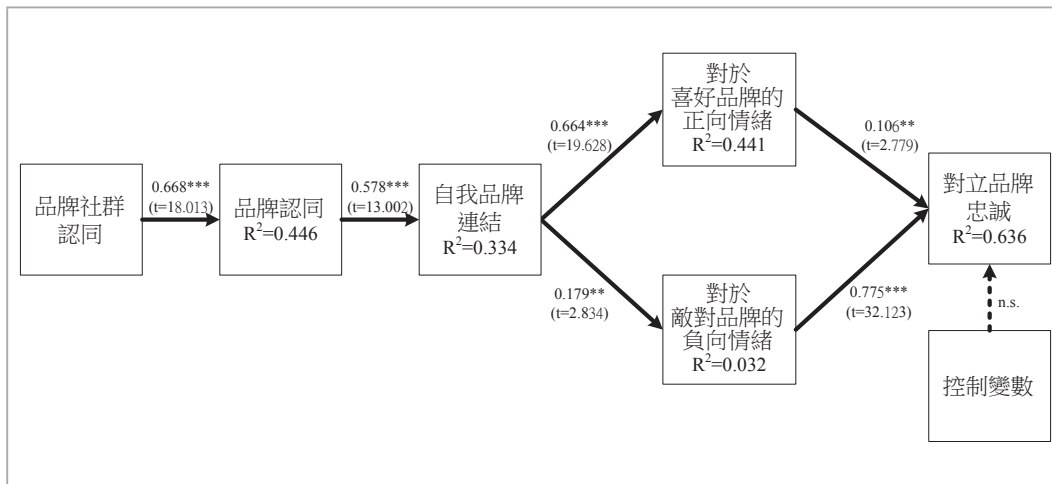 品牌社群
認同
0.668***
(t=18.013)
品牌認同
R²=0.446
0.578***
(t=13.002)
自我品牌
連結
R²=0.334
0.664***
(t=19.628)
對於
喜好品牌的
正向情緒
R²=0.441
0.106**
(t=2.779)
0.179**
(t=2.834)
對於
敵對品牌的
負向情緒
R²=0.032
0.775***
(t=32.123)
對立品牌
忠誠
R²=0.636
n.s.
控制變數